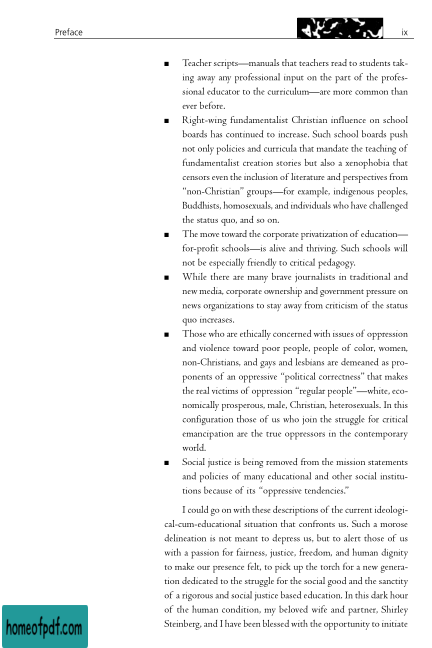 Preface
ix
■ Teacher scripts—manuals that teachers read to students tak-
ing away any professional input on the part of the profes-
sional educator to the curriculum—are more common than
ever before.
■ Right-wing fundamentalist Christian influence on school
boards has continued to increase. Such school boards push
not only policies and curricula that mandate the teaching of
fundamentalist creation stories but also a xenophobia that
censors even the inclusion of literature and perspectives from
“non-Christian” groups—for example, indigenous peoples,
Buddhists, homosexuals, and individuals who have challenged
the status quo, and so on.
■ The move toward the corporate privatization of education—
for-profit schools—is alive and thriving. Such schools will
not be especially friendly to critical pedagogy.
■ While there are many brave journalists in traditional and
new media, corporate ownership and government pressure on
news organizations to stay away from criticism of the status
quo increases.
■ Those who are ethically concerned with issues of oppression
and violence toward poor people, people of color, women,
non-Christians, and gays and lesbians are demeaned as pro-
ponents of an oppressive “political correctness” that makes
the real victims of oppression “regular people”—white, eco-
nomically prosperous, male, Christian, heterosexuals. In this
configuration those of us who join the struggle for critical
emancipation are the true oppressors in the contemporary
world.
■ Social justice is being removed from the mission statements
and policies of many educational and other social institu-
tions because of its “oppressive tendencies.”
I could go on with these descriptions of the current ideologi-
cal-cum-educational situation that confronts us. Such a morose
delineation is not meant to depress us, but to alert those of us
with a passion for fairness, justice, freedom, and human dignity
to make our presence felt, to pick up the torch for a new genera-
tion dedicated to the struggle for the social good and the sanctity
of a rigorous and social justice based education. In this dark hour
of the human condition, my beloved wife and partner, Shirley
Steinberg, and I have been blessed with the opportunity to initiate
homeofpdf.com